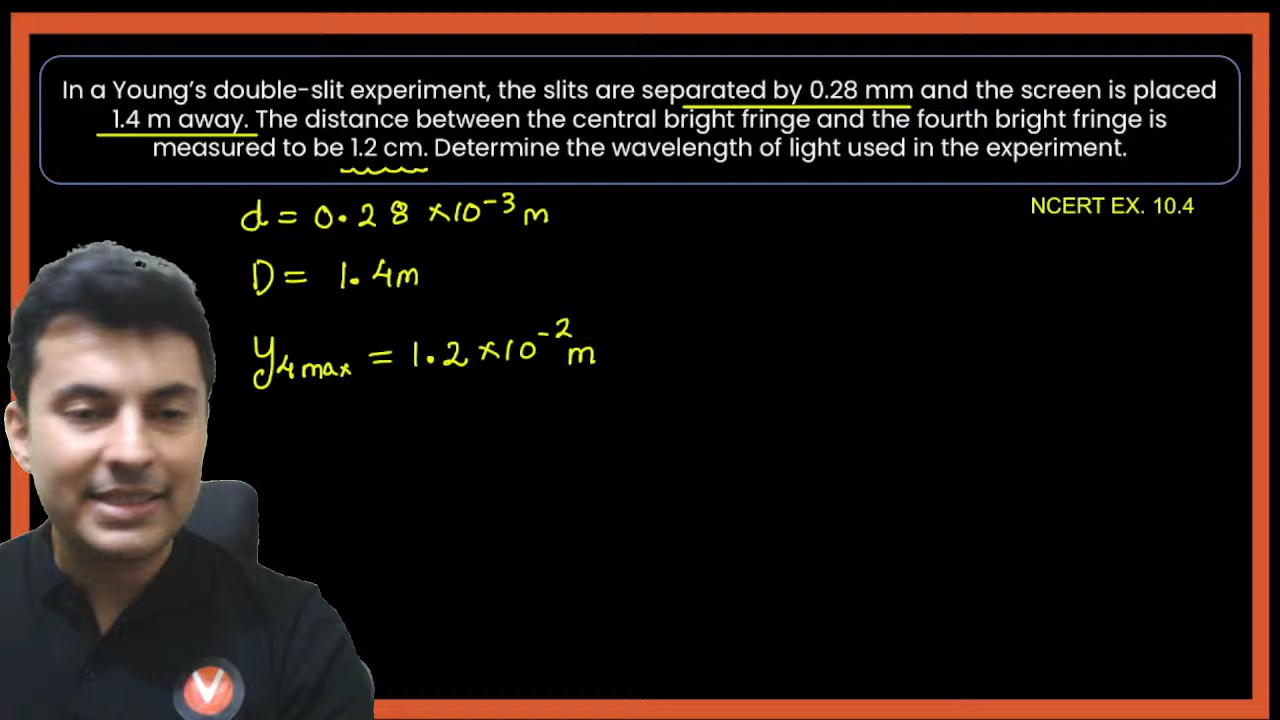 In a Young's double-slit experiment, the slits are separated by 0.28 mm and the screen is placed
1.4 m away. The distance between the central bright fringe and the fourth bright fringe is
measured to be 1.2 cm. Determine the wavelength of light used in the experiment.
NCERT EX. 10.4
d = 0.28 ×10⁻³ m
D = 1.4m
y₄ₘₐₓ = 1.2 ×10⁻² m
V